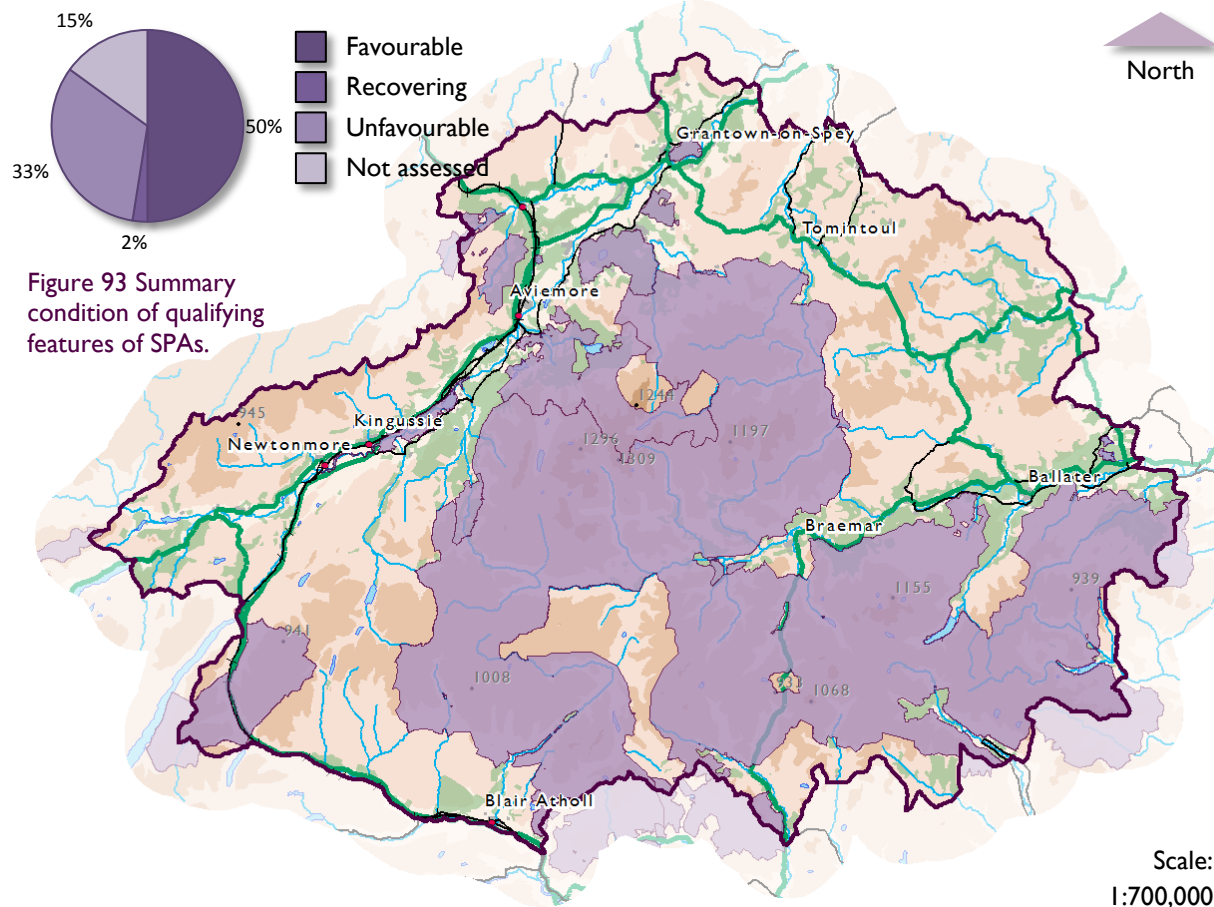 15%
50%
33%
2%
Favourable
Recovering
Unfavourable
Not assessed
Figure 93 Summary
condition of qualifying
features of SPAs.
North
Grantown-on-Spey
Tomintoul
Aviemore
1244
945
Kingussie
1296
1197
Newtonmore
1309
Ballater
Braemar
1155
939
941
1008
933
1068
Blair Atholl
Scale:
1:700,000